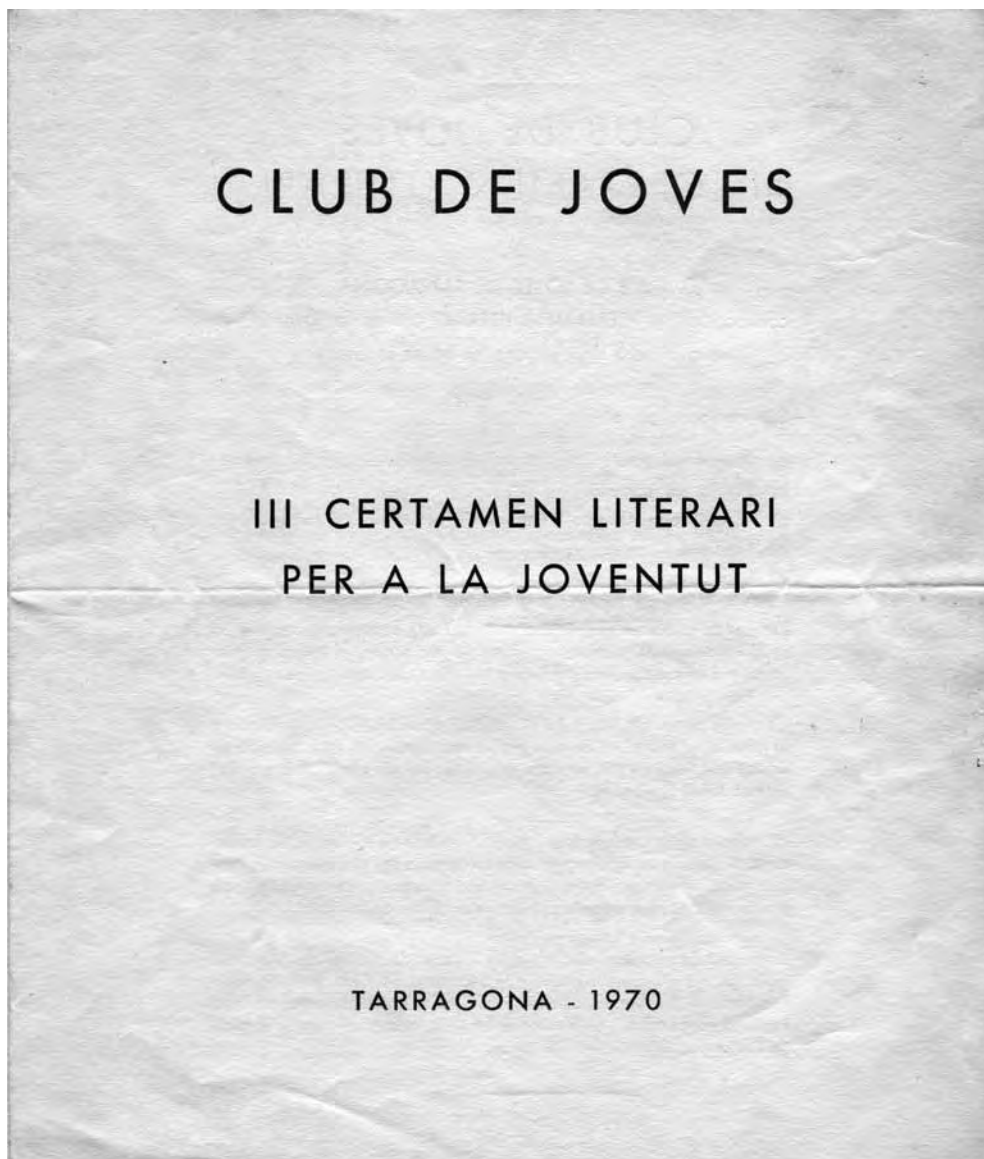 CLUB DE JOVES
III CERTAMEN LITERARI
PER A LA JOVENTUT
TARRAGONA - 1970